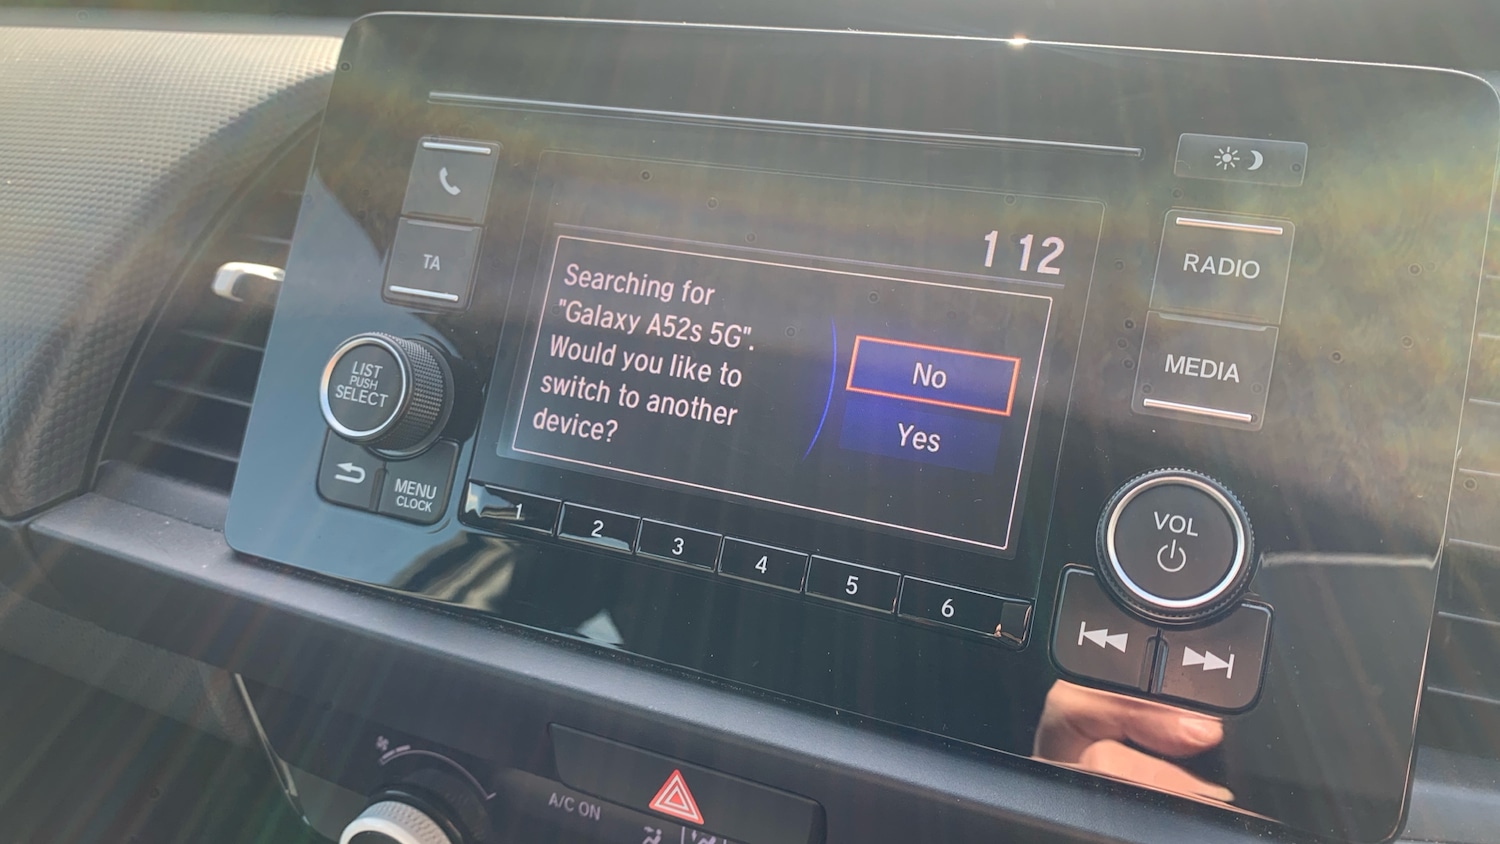 1 12
Searching for
"Galaxy A52s 5G".
Would you like to
switch to another
device?
No
Yes
TA
LIST
PUSH
SELECT
MENU
CLOCK
1
2
3
4
5
6
RADIO
MEDIA
VOL
A/C ON